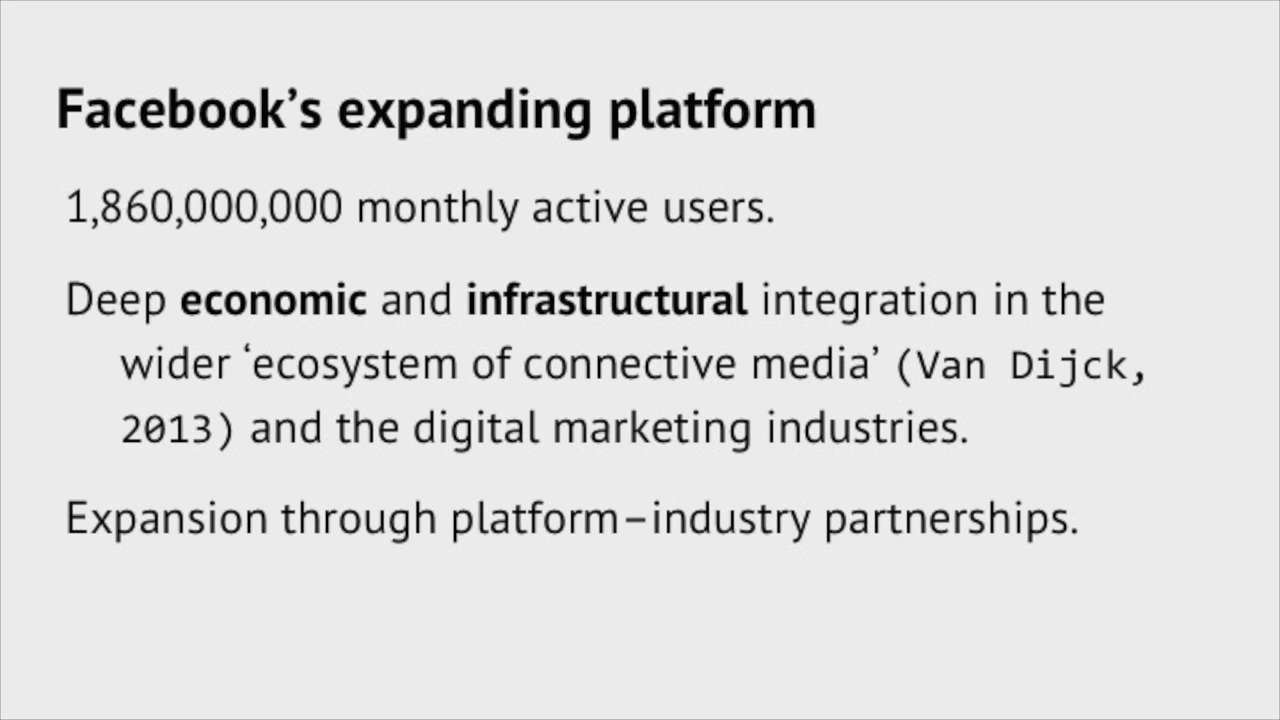 Facebook’s expanding platform
1,860,000,000 monthly active users.
Deep economic and infrastructural integration in the
wider ‘ecosystem of connective media’ (Van Dijck,
2013) and the digital marketing industries.
Expansion through platform–industry partnerships.